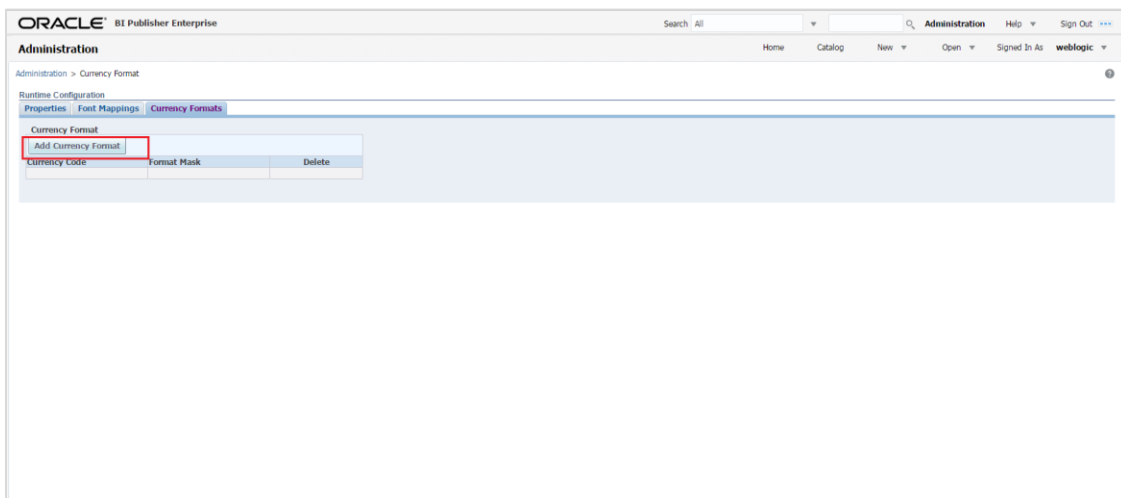 ORACLE® BI Publisher Enterprise Search All Administration Help Sign Out
Administration Home Catalog New Open Signed In As weblogic
Administration > Currency Format
Runtime Configuration
Properties Font Mappings Currency Formats
Currency Format
Add Currency Format
Currency Code Format Mask Delete